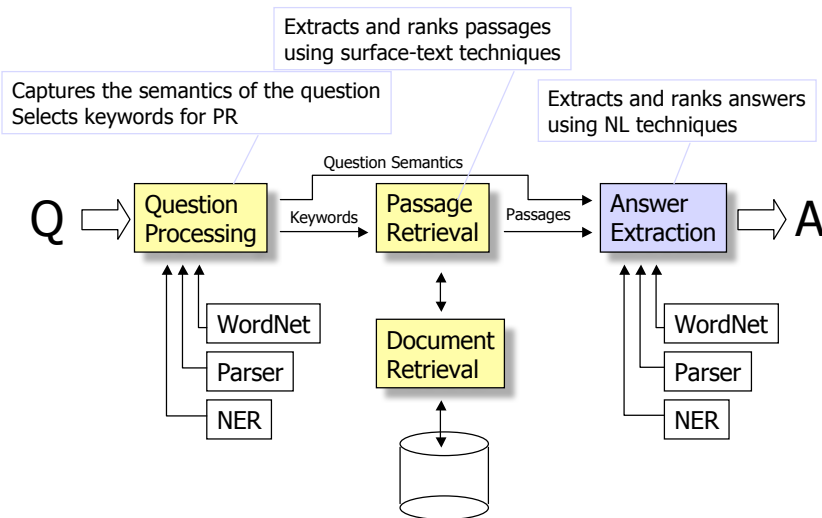 Extracts and ranks passages
using surface-text techniques
Captures the semantics of the question
Selects keywords for PR
Extracts and ranks answers
using NL techniques
Question Semantics
Q
Question
Processing
Keywords
Passage
Retrieval
Passages
Answer
Extraction
A
WordNet
Parser
NER
Document
Retrieval
WordNet
Parser
NER